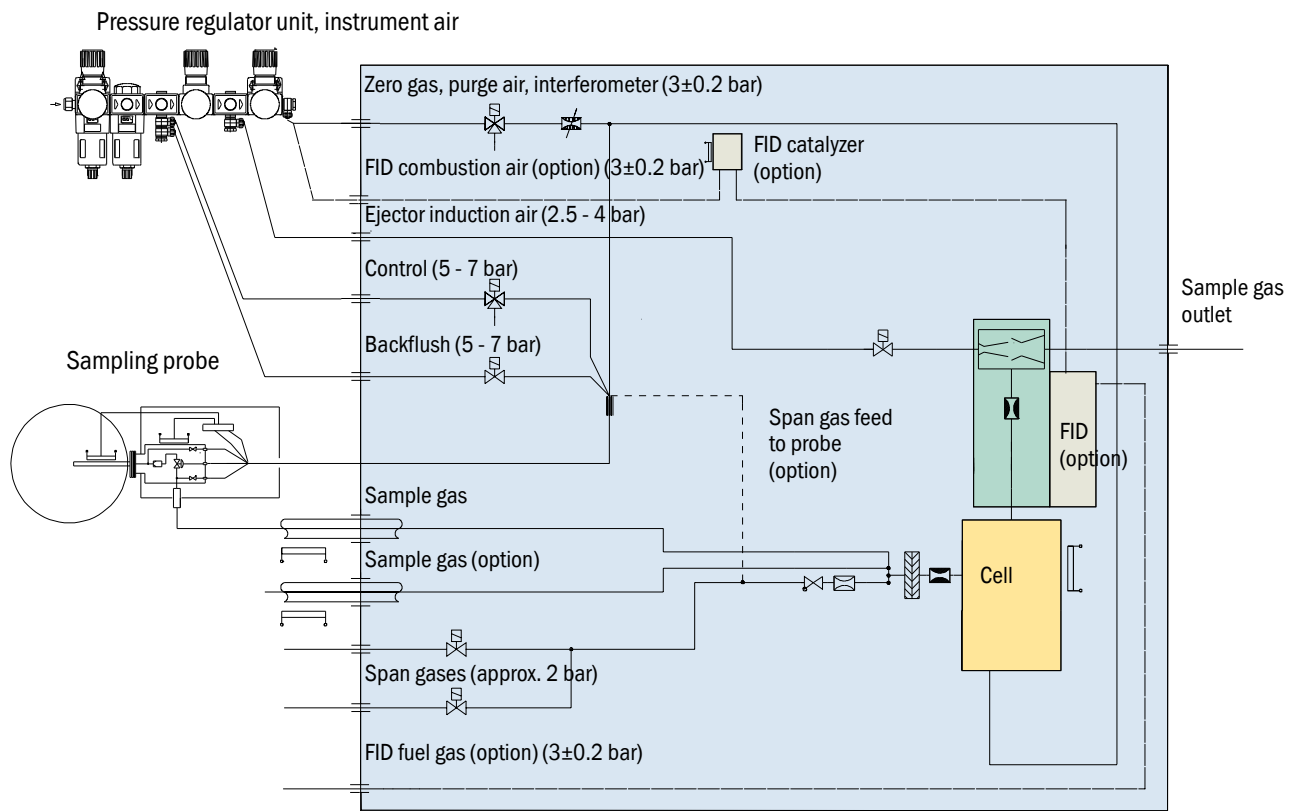 Pressure regulator unit, instrument air
Zero gas, purge air, interferometer (3±0.2 bar)
FID combustion air (option) (3±0.2 bar)
FID catalyzer
(option)
Ejector induction air (2.5 - 4 bar)
Control (5 - 7 bar)
Sample gas
outlet
Backflush (5 - 7 bar)
Sampling probe
Span gas feed
to probe
(option)
FID
(option)
Sample gas
Sample gas (option)
Cell
Span gases (approx. 2 bar)
FID fuel gas (option) (3±0.2 bar)